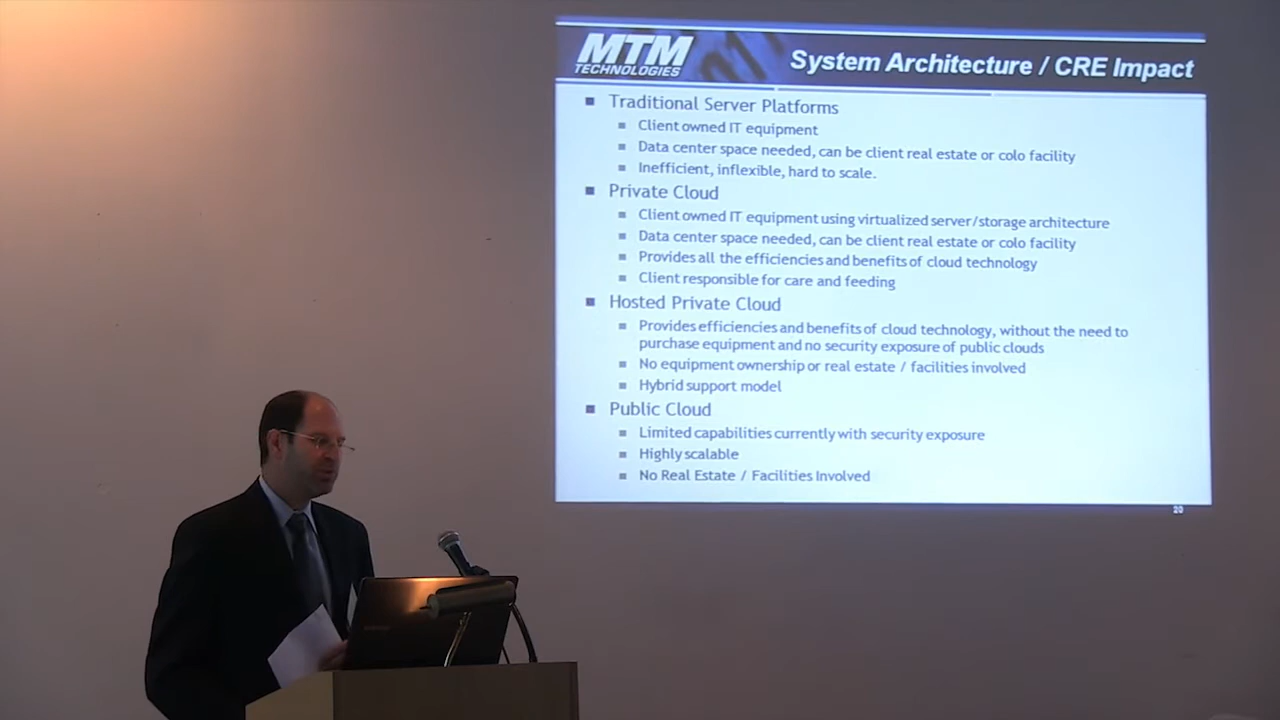 MTM
TECHNOLOGIES
System Architecture / CRE Impact
Traditional Server Platforms
Client owned IT equipment
Data center space needed, can be client real estate or colo facility
Inefficient, inflexible, hard to scale.
Private Cloud
Client owned IT equipment using virtualized server/storage architecture
Data center space needed, can be client real estate or colo facility
Provides all the efficiencies and benefits of cloud technology
Client responsible for care and feeding
Hosted Private Cloud
Provides efficiencies and benefits of cloud technology, without the need to
purchase equipment and no security exposure of public clouds
No equipment ownership or real estate / facilities involved
Hybrid support model
Public Cloud
Limited capabilities currently with security exposure
Highly scalable
No Real Estate / Facilities Involved
20